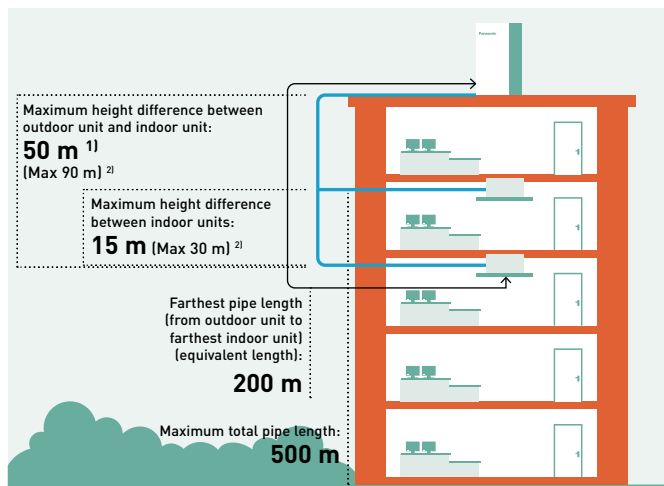 Panasonic
Maximum height difference between
outdoor unit and indoor unit:
50 m 1)
(Max 90 m) 2)
Maximum height difference
between indoor units:
15 m (Max 30 m) 2)
Farthest pipe length
(from outdoor unit to
farthest indoor unit)
(equivalent length):
200 m
Maximum total pipe length:
500 m